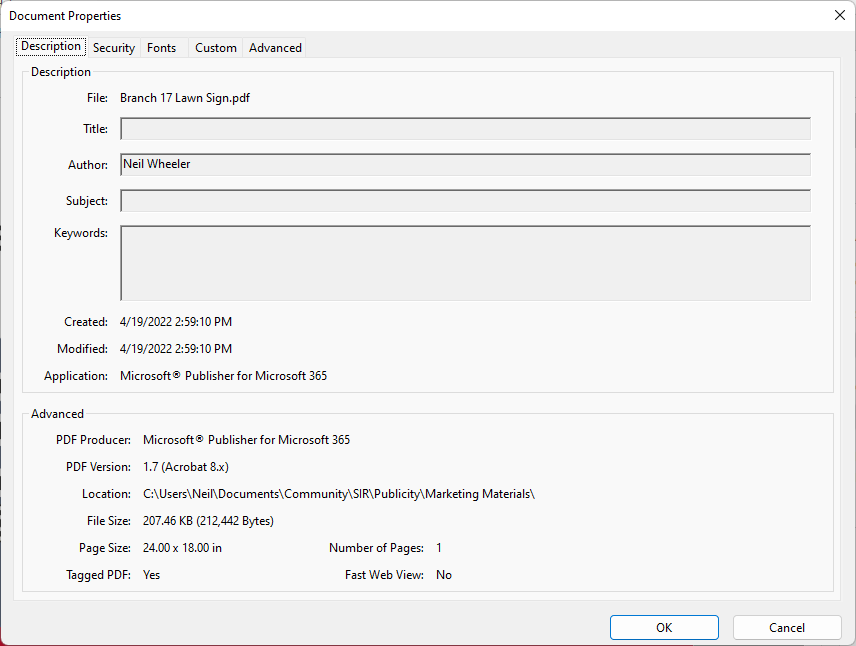 Document Properties
Description Security Fonts Custom Advanced
Description
File: Branch 17 Lawn Sign.pdf
Title:
Author: Neil Wheeler
Subject:
Keywords:
Created: 4/19/2022 2:59:10 PM
Modified: 4/19/2022 2:59:10 PM
Application: Microsoft® Publisher for Microsoft 365
Advanced
PDF Producer: Microsoft® Publisher for Microsoft 365
PDF Version: 1.7 (Acrobat 8.x)
Location: C:\Users\Neil\Documents\Community\SIR\Publicity\Marketing Materials\
File Size: 207.46 KB (212,442 Bytes)
Page Size: 24.00 x 18.00 in Number of Pages: 1
Tagged PDF: Yes Fast Web View: No
OK Cancel